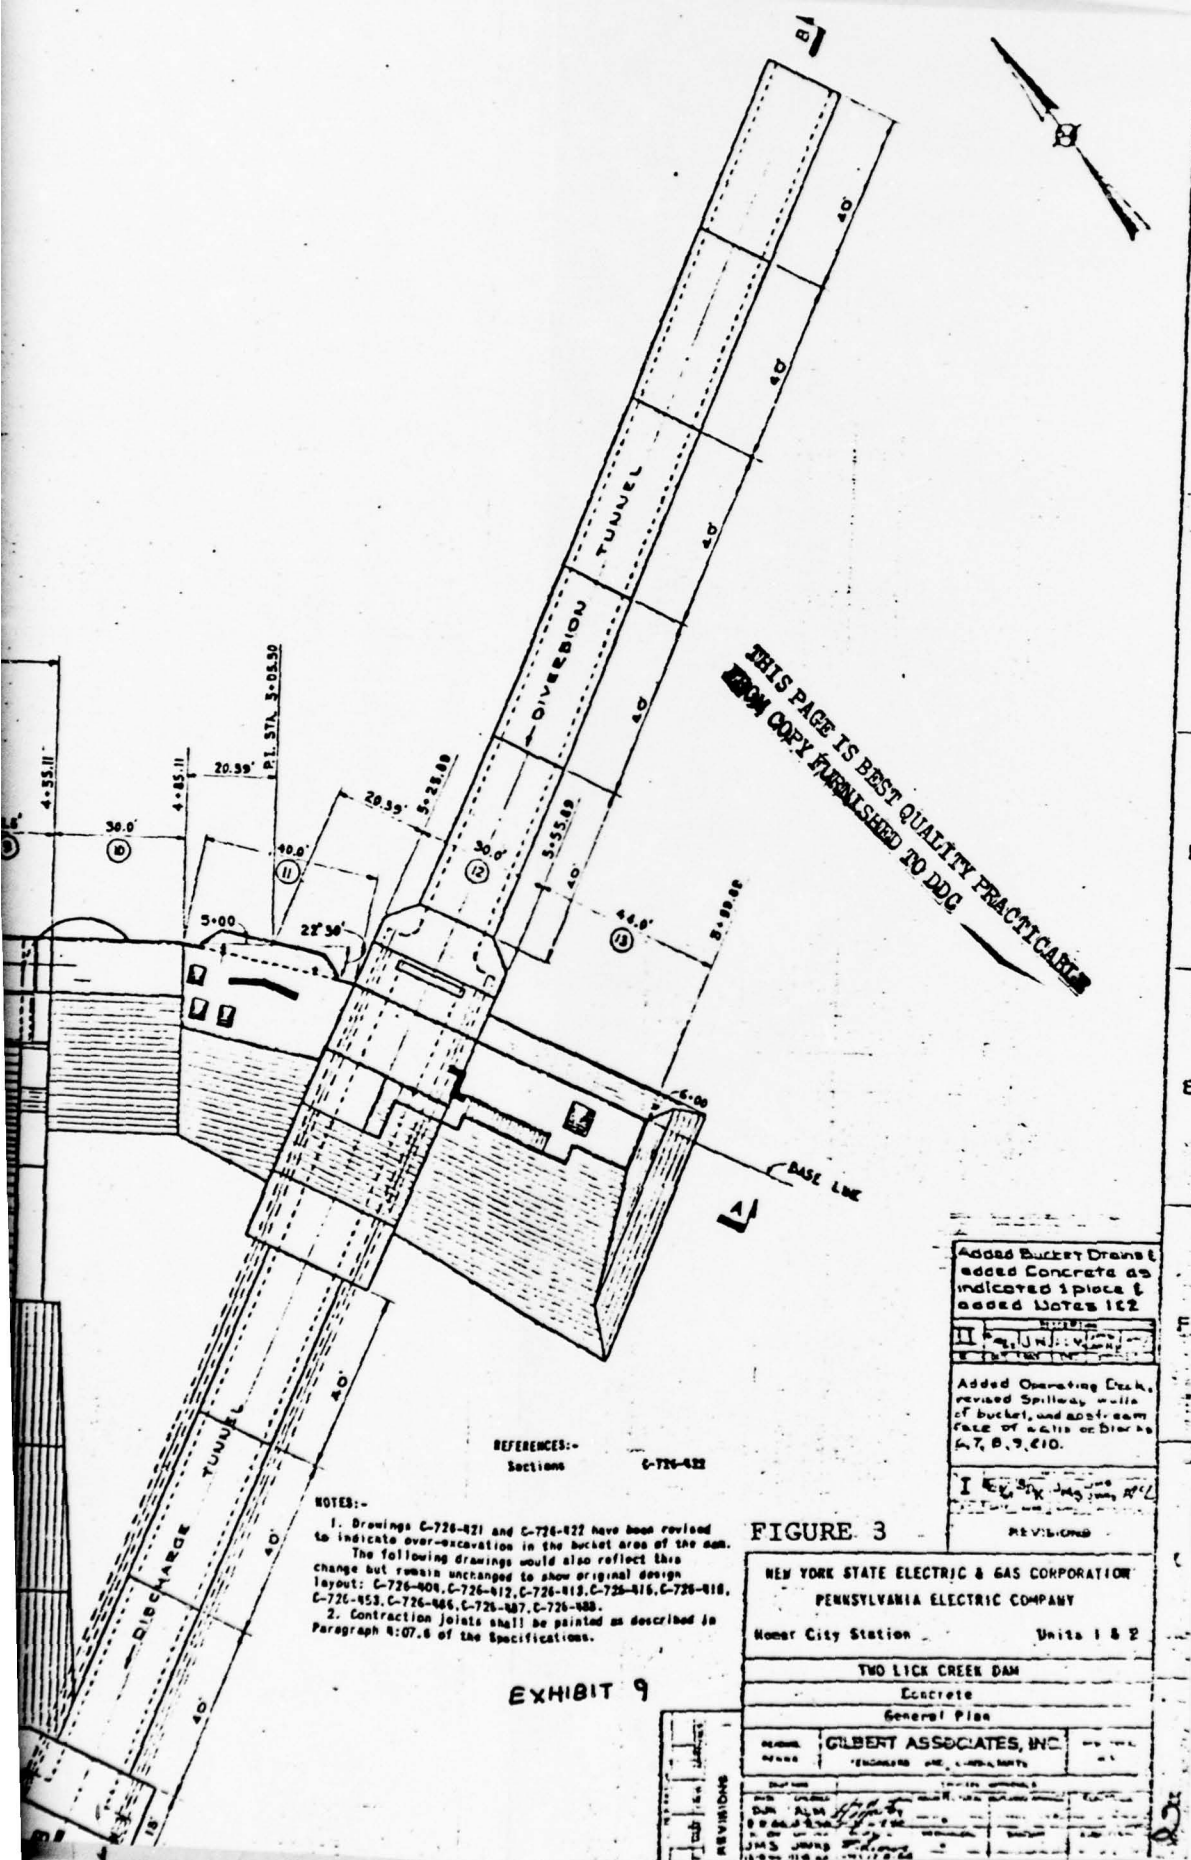 B
40'
40'
40'
40'
40'
TUNNEL
DIVERSION
THIS PAGE IS BEST QUALITY PRACTICABLE
FROM COPY FURNISHED TO DDC
P.I. STA. 5+05.50
4+55.11
4+85.11
20.39'
20.39'
5+25.89
5+55.89
5+99.89
30.0'
10
40.0'
11
30.0'
12
44.0'
13
5+00
22°30'
6+00
BASE LINE
A
40'
40'
40'
18'
TUNNEL
DISCHARGE
B
REFERENCES:-
Sections C-726-422
NOTES:-
1. Drawings C-726-421 and C-726-422 have been revised
to indicate over-excavation in the bucket area of the dam.
The following drawings would also reflect this
change but remain unchanged to show original design
layout: C-726-404, C-726-412, C-726-413, C-726-416, C-726-418,
C-726-453, C-726-486, C-726-487, C-726-488.
2. Contraction joints shall be painted as described in
Paragraph 4:07.6 of the Specifications.
EXHIBIT 9
Added Bucket Drains &
added Concrete as
indicated 1 place &
added Notes 1&2
II
Added Operating Deck,
revised Spillway walls
of bucket, and upstream
face of walls on blocks
6, 7, 8, 9, &10.
I
REVISIONS
FIGURE 3
NEW YORK STATE ELECTRIC & GAS CORPORATION
PENNSYLVANIA ELECTRIC COMPANY
Homer City Station Units 1 & 2
TWO LICK CREEK DAM
Concrete
General Plan
GILBERT ASSOCIATES, INC.
REVISIONS